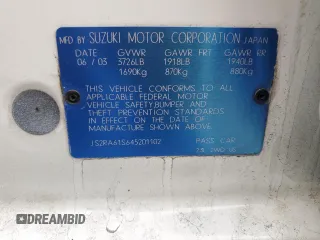 MFD BY SUZUKI MOTOR CORPORATION JAPAN
DATE GVWR GAWR FRT GAWR RR
06 / 03 3726LB 1918LB 1940LB
1690Kg 870Kg 880Kg
THIS VEHICLE CONFORMS TO ALL
APPLICABLE FEDERAL MOTOR
VEHICLE SAFETY,BUMPER AND
THEFT PREVENTION STANDARDS
IN EFFECT ON THE DATE OF
MANUFACTURE SHOWN ABOVE.
JS2RA61S645201102 PASS. CAR
DREAMBID